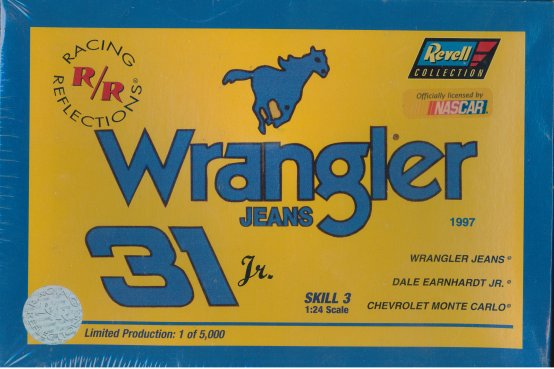 RACING
R/R
REFLECTIONS®
Revell
COLLECTION
Officially licensed by
NASCAR®
Wrangler®
JEANS
1997
31 Jr.
WRANGLER JEANS®
DALE EARNHARDT JR.®
CHEVROLET MONTE CARLO®
SKILL 3
1:24 Scale
Limited Production: 1 of 5,000